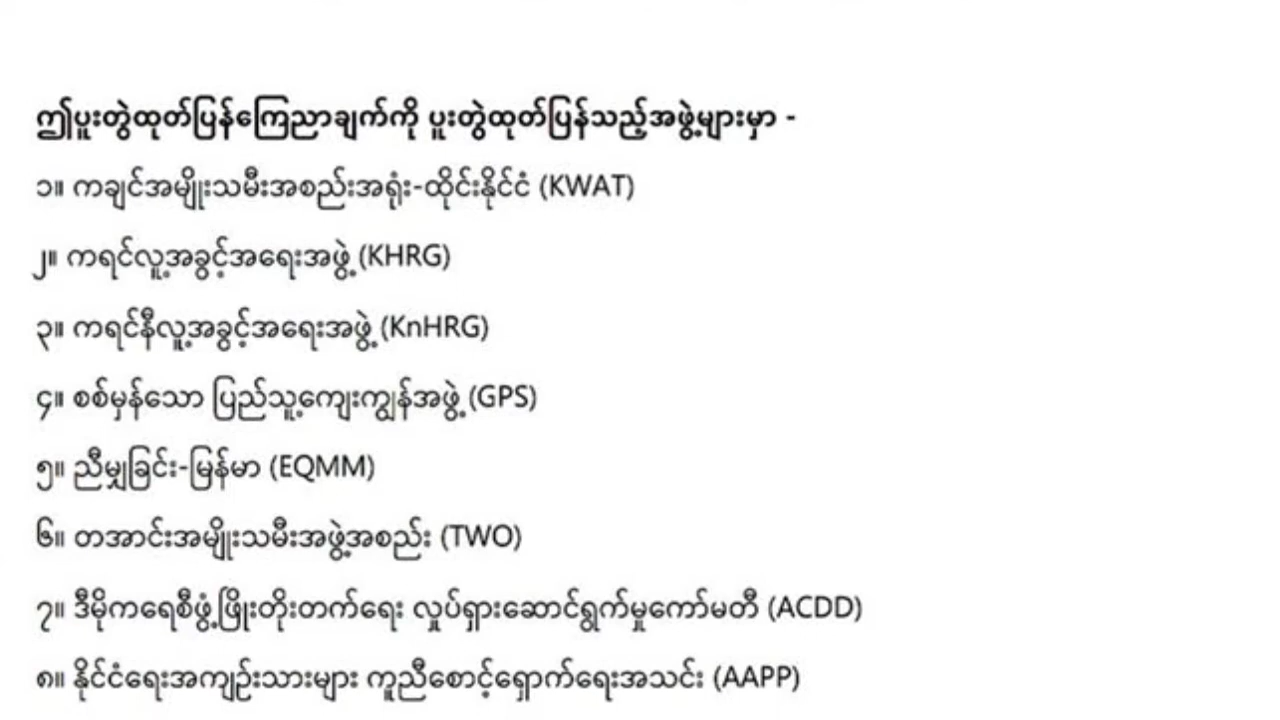 ဤပူးတွဲထုတ်ပြန်ကြေညာချက်ကို ပူးတွဲထုတ်ပြန်သည့်အဖွဲ့များမှာ -
၁။ ကချင်အမျိုးသမီးအစည်းအရုံး-ထိုင်းနိုင်ငံ (KWAT)
၂။ ကရင်လူ့အခွင့်အရေးအဖွဲ့ (KHRG)
၃။ ကရင်နီလူ့အခွင့်အရေးအဖွဲ့ (KnHRG)
၄။ စစ်မှန်သော ပြည်သူ့ကျေးကျွန်အဖွဲ့ (GPS)
၅။ ညီမျှခြင်း-မြန်မာ (EQMM)
၆။ တအာင်းအမျိုးသမီးအဖွဲ့အစည်း (TWO)
၇။ ဒီမိုကရေစီဖွံ့ဖြိုးတိုးတက်ရေး လှုပ်ရှားဆောင်ရွက်မှုကော်မတီ (ACDD)
၈။ နိုင်ငံရေးအကျဉ်းသားများ ကူညီစောင့်ရှောက်ရေးအသင်း (AAPP)